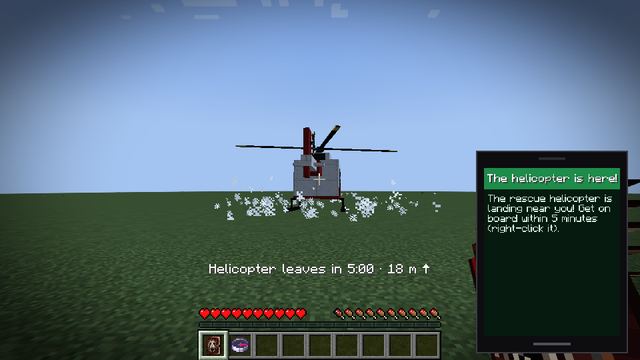 The helicopter is here!
The rescue helicopter is
landing near you! Get on
board within 5 minutes
(right-click it).
Helicopter leaves in 5:00 · 18 m ↑